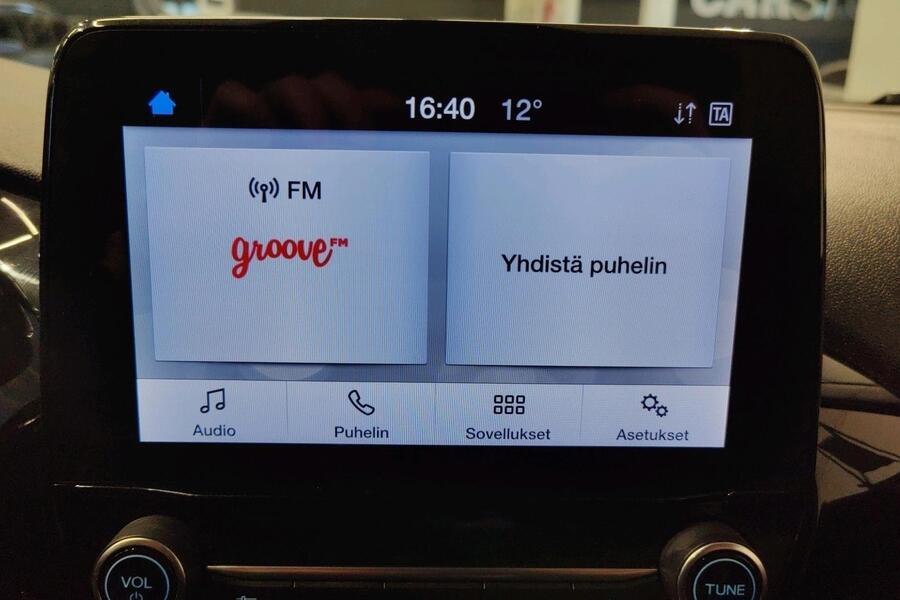 16:40 12°
TA
FM
groove FM
Yhdistä puhelin
Audio
Puhelin
Sovellukset
Asetukset
VOL
TUNE